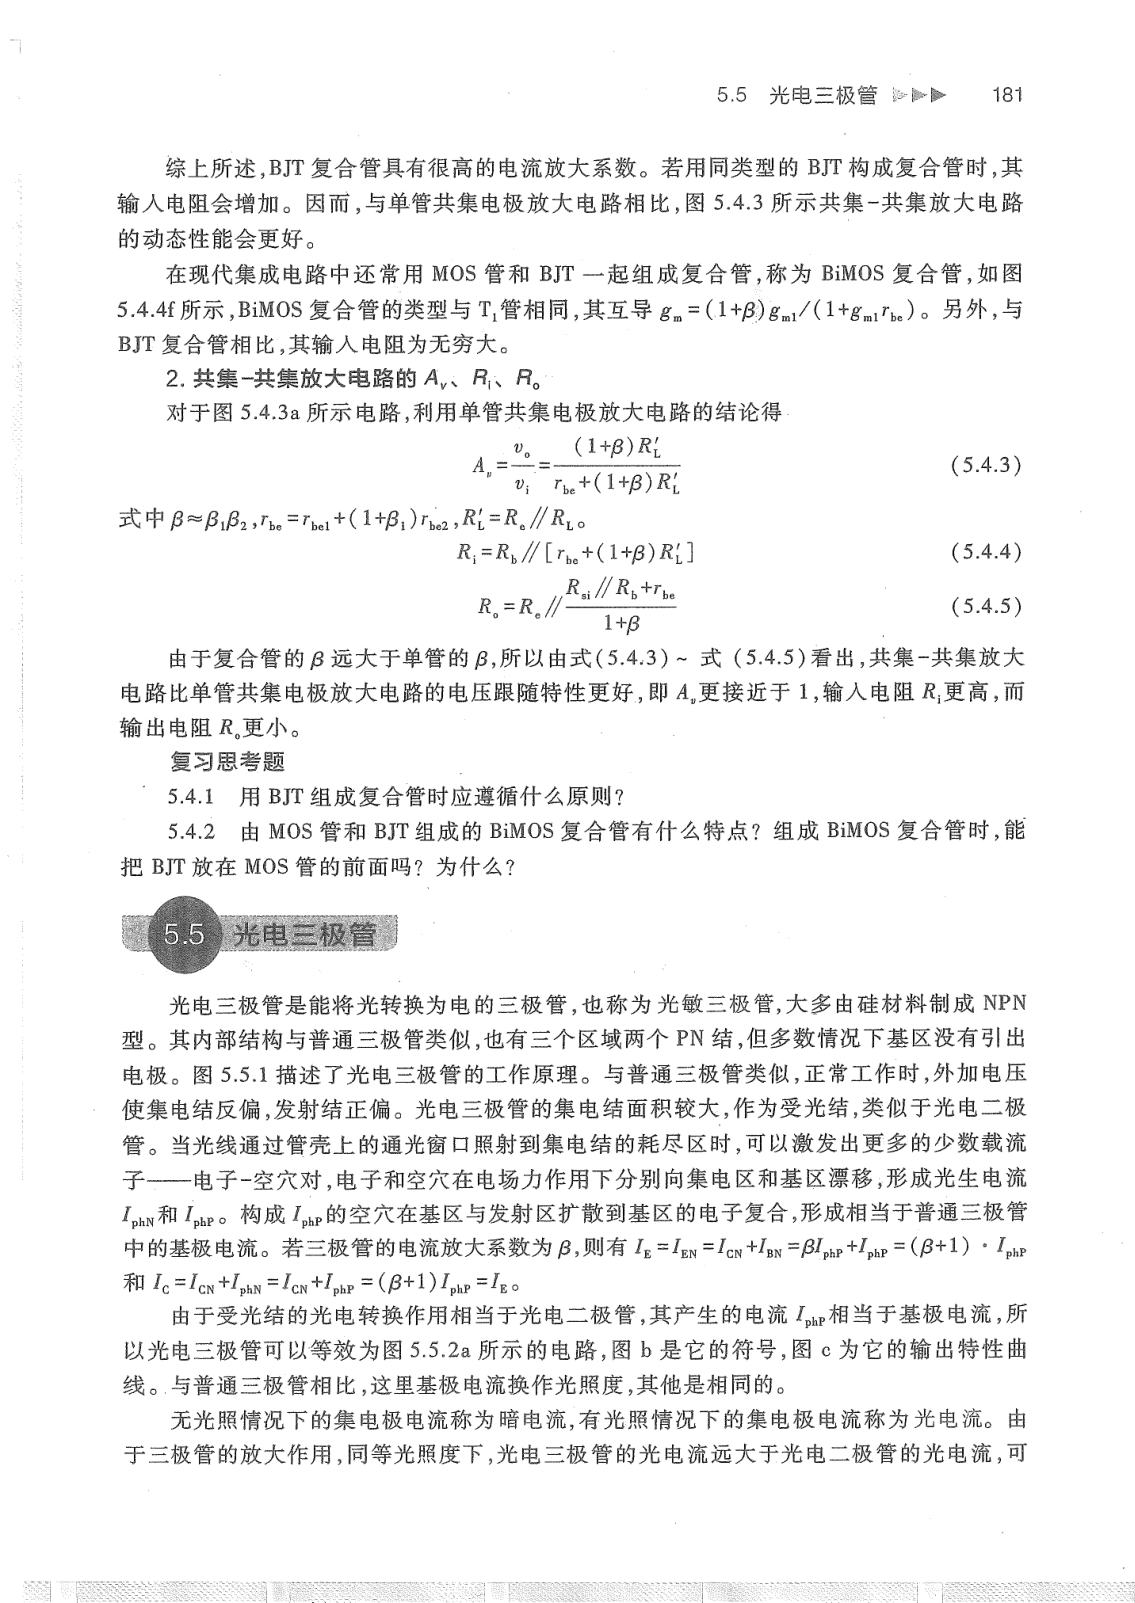 5.5 光电三极管 ▶▶▶ 181
综上所述,BJT 复合管具有很高的电流放大系数。若用同类型的 BJT 构成复合管时,其
输入电阻会增加。因而,与单管共集电极放大电路相比,图 5.4.3 所示共集-共集放大电路
的动态性能会更好。
在现代集成电路中还常用 MOS 管和 BJT 一起组成复合管,称为 BiMOS 复合管,如图
5.4.4f 所示,BiMOS 复合管的类型与 T₁管相同,其互导 gₘ=(1+β)gₘ₁/(1+gₘ₁r_be)。另外,与
BJT 复合管相比,其输入电阻为无穷大。
2. 共集-共集放大电路的 Aᵥ、Rᵢ、Rₒ
对于图 5.4.3a 所示电路,利用单管共集电极放大电路的结论得
Aᵥ=vₒ/vᵢ=(1+β)R′_L/(r_be+(1+β)R′_L) (5.4.3)
式中 β≈β₁β₂,r_be=r_be1+(1+β₁)r_be2,R′_L=Rₑ∥R_L。
Rᵢ=R_b∥[r_be+(1+β)R′_L] (5.4.4)
Rₒ=Rₑ∥(R_si∥R_b+r_be)/(1+β) (5.4.5)
由于复合管的 β 远大于单管的 β,所以由式(5.4.3)~ 式 (5.4.5)看出,共集-共集放大
电路比单管共集电极放大电路的电压跟随特性更好,即 Aᵥ更接近于 1,输入电阻 Rᵢ更高,而
输出电阻 Rₒ更小。
复习思考题
5.4.1 用 BJT 组成复合管时应遵循什么原则?
5.4.2 由 MOS 管和 BJT 组成的 BiMOS 复合管有什么特点? 组成 BiMOS 复合管时,能
把 BJT 放在 MOS 管的前面吗? 为什么?
5.5 光电三极管
光电三极管是能将光转换为电的三极管,也称为光敏三极管,大多由硅材料制成 NPN
型。其内部结构与普通三极管类似,也有三个区域两个 PN 结,但多数情况下基区没有引出
电极。图 5.5.1 描述了光电三极管的工作原理。与普通三极管类似,正常工作时,外加电压
使集电结反偏,发射结正偏。光电三极管的集电结面积较大,作为受光结,类似于光电二极
管。当光线通过管壳上的通光窗口照射到集电结的耗尽区时,可以激发出更多的少数载流
子——电子-空穴对,电子和空穴在电场力作用下分别向集电区和基区漂移,形成光生电流
I_phN和 I_phP。构成 I_phP的空穴在基区与发射区扩散到基区的电子复合,形成相当于普通三极管
中的基极电流。若三极管的电流放大系数为 β,则有 I_E=I_EN=I_CN+I_BN=βI_phP+I_phP=(β+1)·I_phP
和 I_C=I_CN+I_phN=I_CN+I_phP=(β+1)I_phP=I_E。
由于受光结的光电转换作用相当于光电二极管,其产生的电流 I_phP相当于基极电流,所
以光电三极管可以等效为图 5.5.2a 所示的电路,图 b 是它的符号,图 c 为它的输出特性曲
线。与普通三极管相比,这里基极电流换作光照度,其他是相同的。
无光照情况下的集电极电流称为暗电流,有光照情况下的集电极电流称为光电流。由
于三极管的放大作用,同等光照度下,光电三极管的光电流远大于光电二极管的光电流,可